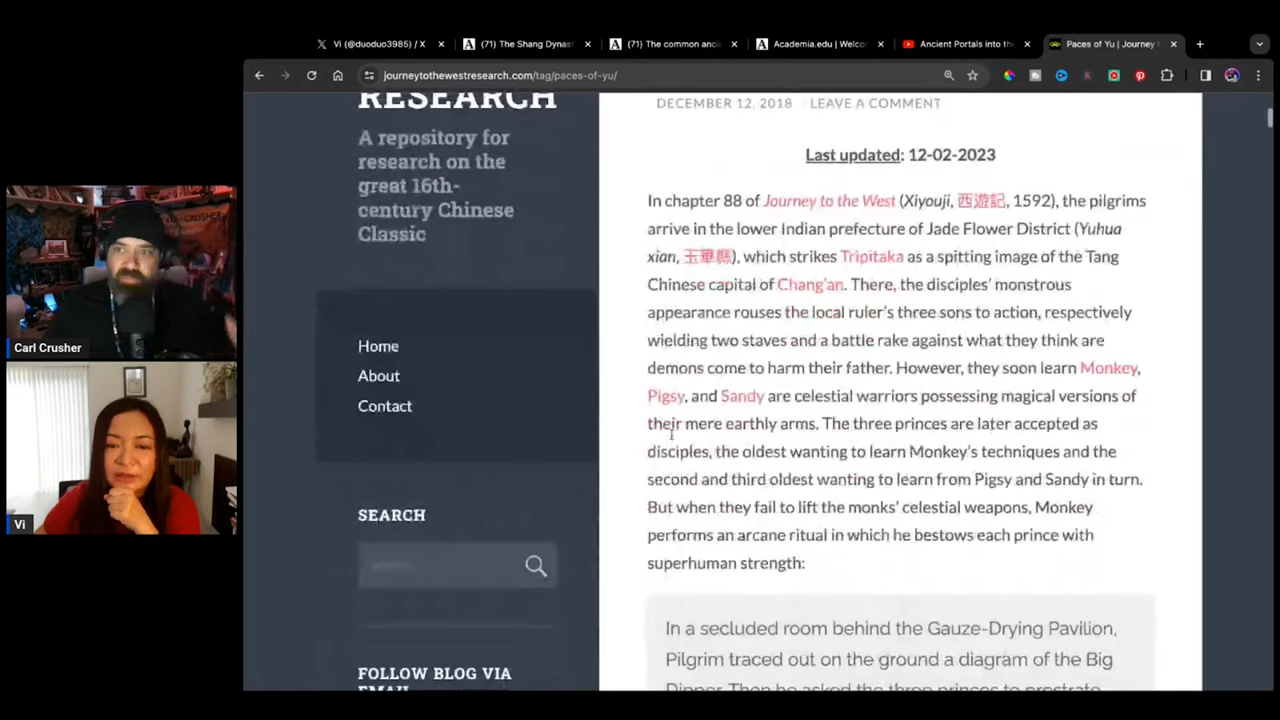 Vi (@duoduo3985) / X
(71) The Shang Dynast
(71) The common anci
Academia.edu | Welco
Ancient Portals into the
Paces of Yu | Journey t
journeytothewestresearch.com/tag/paces-of-yu/
RESEARCH
A repository for
research on the
great 16th-
century Chinese
Classic
Home
About
Contact
SEARCH
FOLLOW BLOG VIA
EMAIL
DECEMBER 12, 2018 LEAVE A COMMENT
Last updated: 12-02-2023
In chapter 88 of Journey to the West (Xiyouji, 西遊記, 1592), the pilgrims
arrive in the lower Indian prefecture of Jade Flower District (Yuhua
xian, 玉華縣), which strikes Tripitaka as a spitting image of the Tang
Chinese capital of Chang'an. There, the disciples' monstrous
appearance rouses the local ruler's three sons to action, respectively
wielding two staves and a battle rake against what they think are
demons come to harm their father. However, they soon learn Monkey,
Pigsy, and Sandy are celestial warriors possessing magical versions of
their mere earthly arms. The three princes are later accepted as
disciples, the oldest wanting to learn Monkey's techniques and the
second and third oldest wanting to learn from Pigsy and Sandy in turn.
But when they fail to lift the monks' celestial weapons, Monkey
performs an arcane ritual in which he bestows each prince with
superhuman strength:
In a secluded room behind the Gauze-Drying Pavilion,
Pilgrim traced out on the ground a diagram of the Big
Dipper. Then he asked the three princes to prostrate
Carl Crusher
Vi